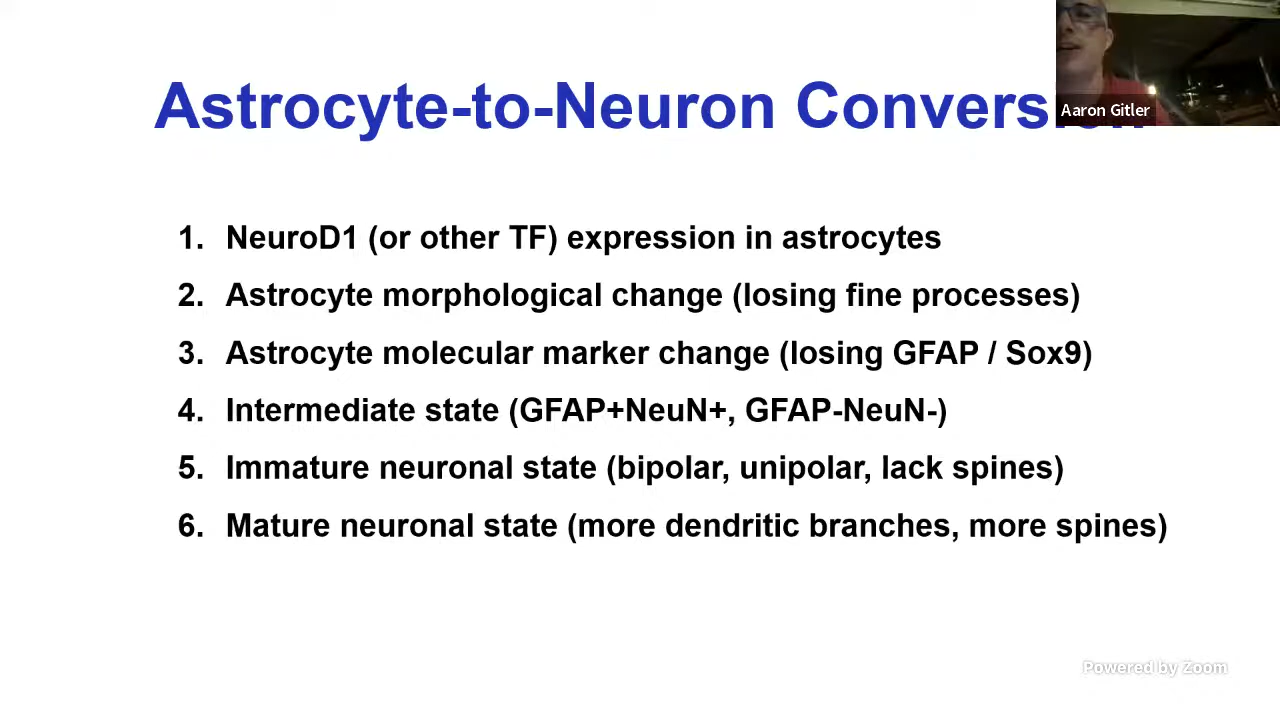 Astrocyte-to-Neuron Conversion
Aaron Gitler
1. NeuroD1 (or other TF) expression in astrocytes
2. Astrocyte morphological change (losing fine processes)
3. Astrocyte molecular marker change (losing GFAP / Sox9)
4. Intermediate state (GFAP+NeuN+, GFAP-NeuN-)
5. Immature neuronal state (bipolar, unipolar, lack spines)
6. Mature neuronal state (more dendritic branches, more spines)
Powered by Zoom